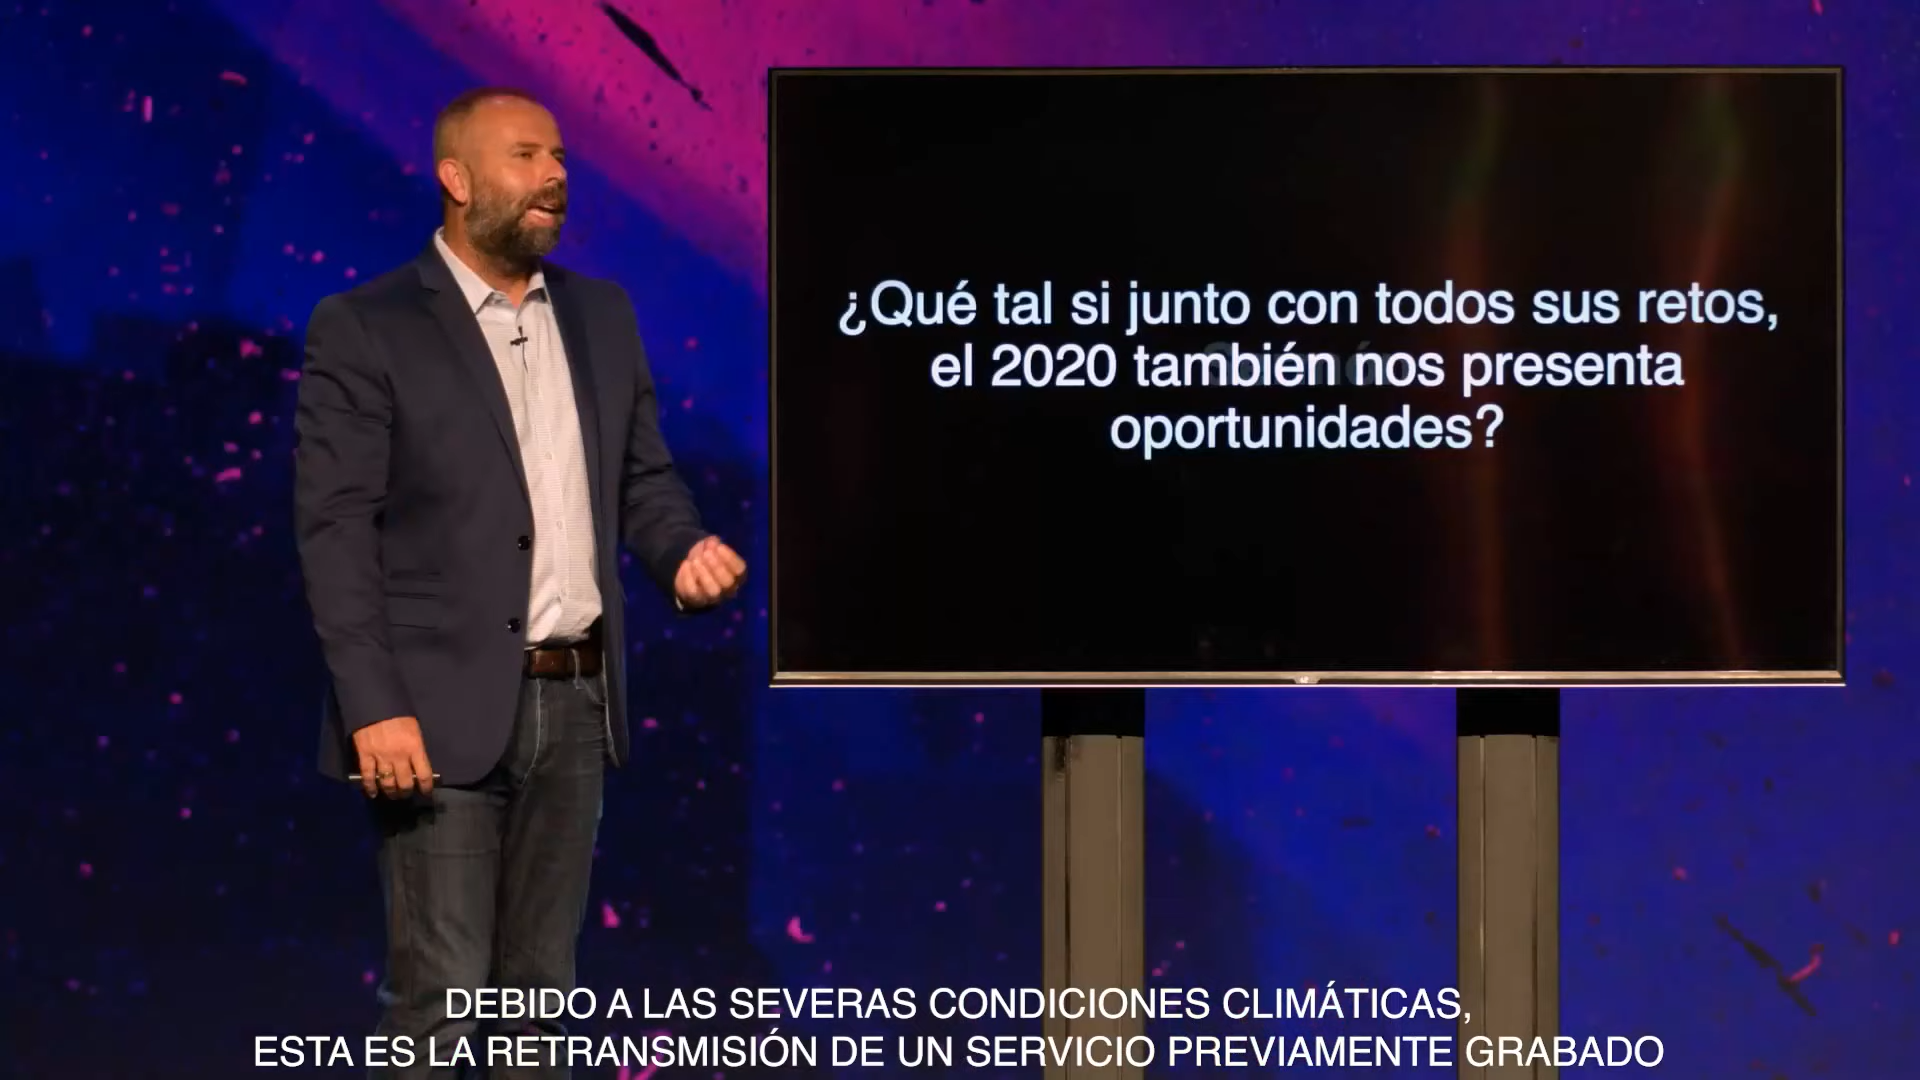 ¿Qué tal si junto con todos sus retos,
el 2020 también nos presenta
oportunidades?
DEBIDO A LAS SEVERAS CONDICIONES CLIMÁTICAS,
ESTA ES LA RETRANSMISIÓN DE UN SERVICIO PREVIAMENTE GRABADO